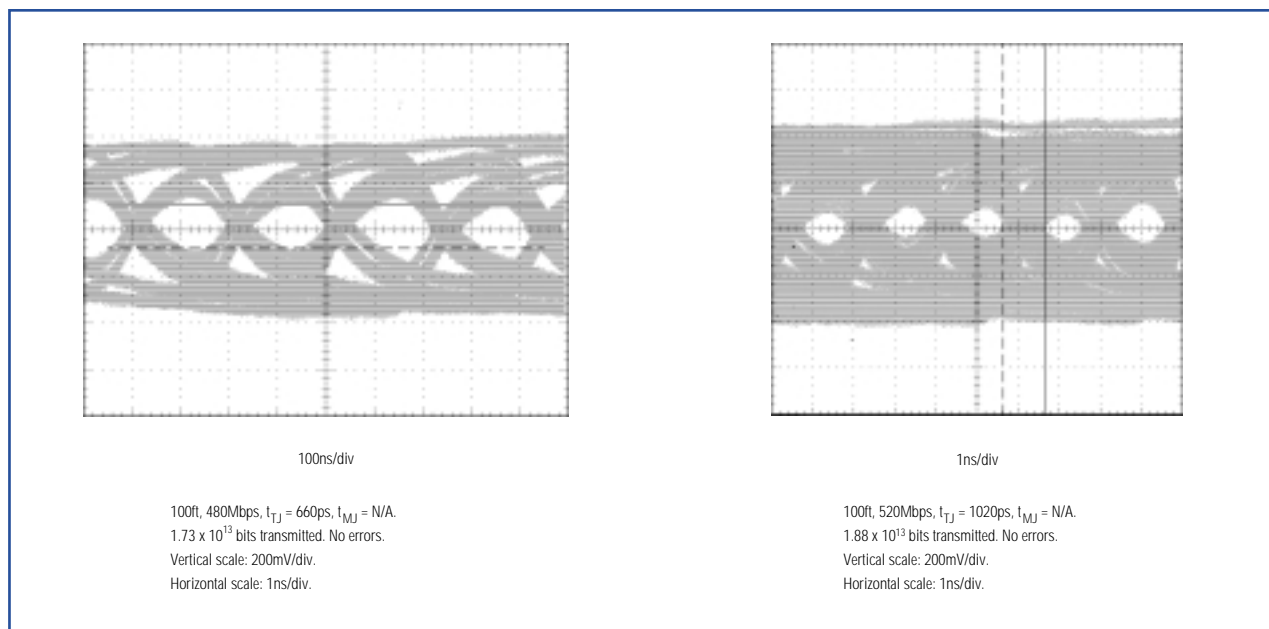 100ns/div
100ft, 480Mbps, tTJ = 660ps, tMJ = N/A.
1.73 x 10¹³ bits transmitted. No errors.
Vertical scale: 200mV/div.
Horizontal scale: 1ns/div.
1ns/div
100ft, 520Mbps, tTJ = 1020ps, tMJ = N/A.
1.88 x 10¹³ bits transmitted. No errors.
Vertical scale: 200mV/div.
Horizontal scale: 1ns/div.